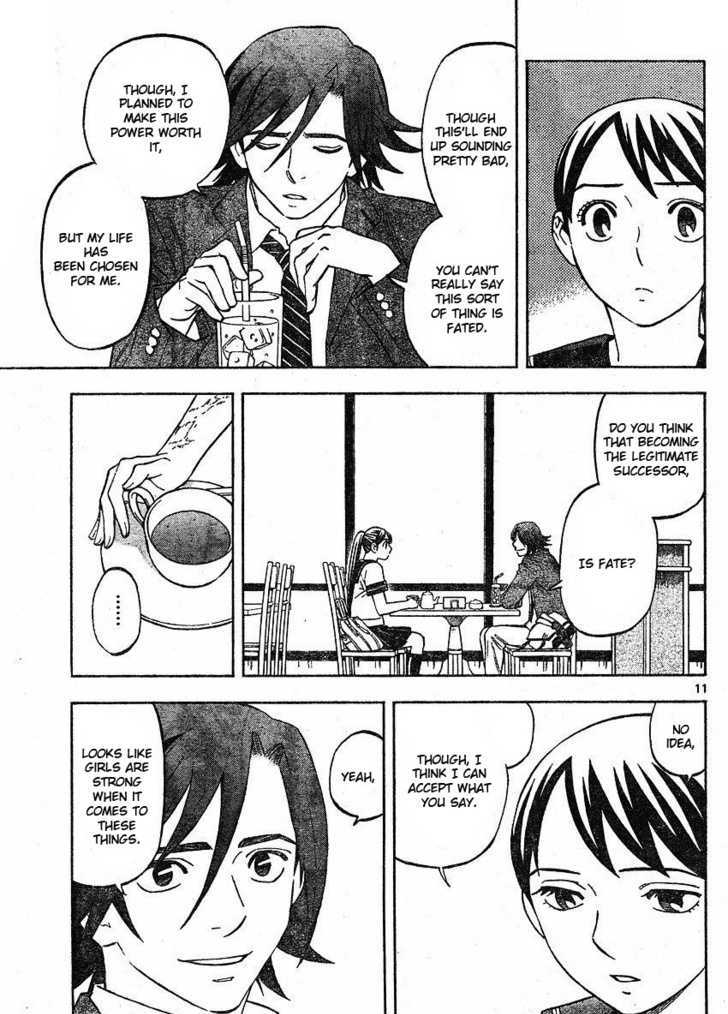 THOUGH
THIS'LL END
UP SOUNDING
PRETTY BAD,
YOU CAN'T
REALLY SAY
THIS SORT
OF THING IS
FATED.
THOUGH, I
PLANNED TO
MAKE THIS
POWER WORTH
IT,
BUT MY LIFE
HAS
BEEN CHOSEN
FOR ME.
DO YOU THINK
THAT BECOMING
THE LEGITIMATE
SUCCESSOR,
IS FATE?
........
11
NO
IDEA,
THOUGH, I
THINK I CAN
ACCEPT WHAT
YOU SAY.
YEAH,
LOOKS LIKE
GIRLS ARE
STRONG
WHEN IT
COMES TO
THESE
THINGS.